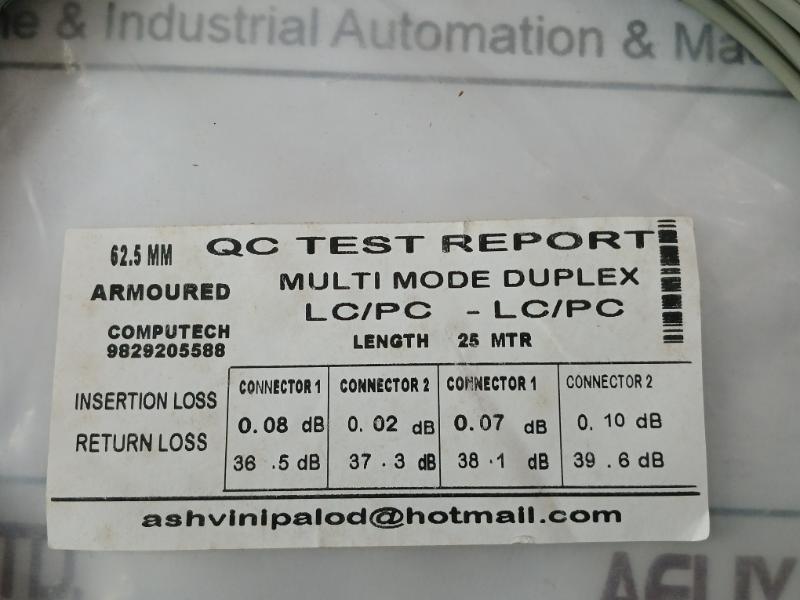 & Industrial Automation &
62.5 MM QC TEST REPORT
ARMOURED MULTI MODE DUPLEX
LC/PC - LC/PC
COMPUTECH
9829205588 LENGTH 25 MTR
CONNECTOR 1 CONNECTOR 2 CONNECTOR 1 CONNECTOR 2
INSERTION LOSS 0.08 dB 0. 02 dB 0.07 dB 0. 10 dB
RETURN LOSS 36 .5 dB 37 . 3 dB 38 .1 dB 39 . 6 dB
ashvinipalod@hotmail.com